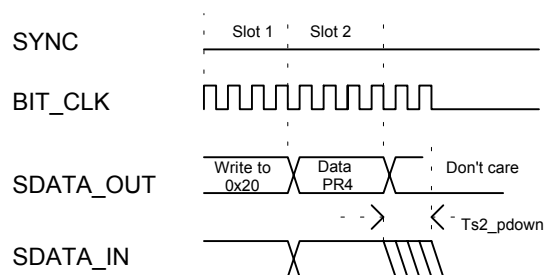 SYNC
Slot 1
Slot 2
BIT_CLK
SDATA_OUT
Write to
0x20
Data
PR4
Don't care
Ts2_pdown
SDATA_IN